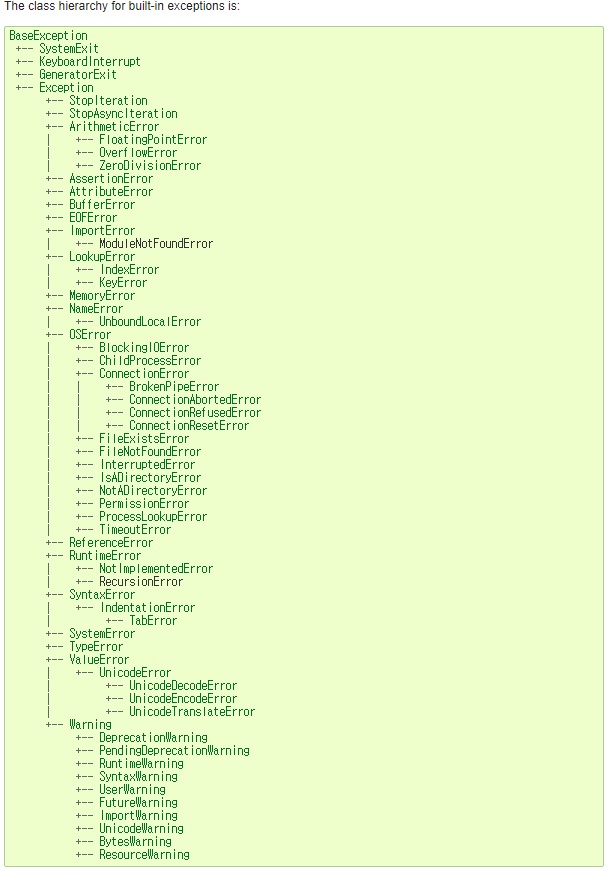 The class hierarchy for built-in exceptions is:
BaseException
 +-- SystemExit
 +-- KeyboardInterrupt
 +-- GeneratorExit
 +-- Exception
      +-- StopIteration
      +-- StopAsyncIteration
      +-- ArithmeticError
      |    +-- FloatingPointError
      |    +-- OverflowError
      |    +-- ZeroDivisionError
      +-- AssertionError
      +-- AttributeError
      +-- BufferError
      +-- EOFError
      +-- ImportError
      |    +-- ModuleNotFoundError
      +-- LookupError
      |    +-- IndexError
      |    +-- KeyError
      +-- MemoryError
      +-- NameError
      |    +-- UnboundLocalError
      +-- OSError
      |    +-- BlockingIOError
      |    +-- ChildProcessError
      |    +-- ConnectionError
      |    |    +-- BrokenPipeError
      |    |    +-- ConnectionAbortedError
      |    |    +-- ConnectionRefusedError
      |    |    +-- ConnectionResetError
      |    +-- FileExistsError
      |    +-- FileNotFoundError
      |    +-- InterruptedError
      |    +-- IsADirectoryError
      |    +-- NotADirectoryError
      |    +-- PermissionError
      |    +-- ProcessLookupError
      |    +-- TimeoutError
      +-- ReferenceError
      +-- RuntimeError
      |    +-- NotImplementedError
      |    +-- RecursionError
      +-- SyntaxError
      |    +-- IndentationError
      |         +-- TabError
      +-- SystemError
      +-- TypeError
      +-- ValueError
      |    +-- UnicodeError
      |         +-- UnicodeDecodeError
      |         +-- UnicodeEncodeError
      |         +-- UnicodeTranslateError
      +-- Warning
           +-- DeprecationWarning
           +-- PendingDeprecationWarning
           +-- RuntimeWarning
           +-- SyntaxWarning
           +-- UserWarning
           +-- FutureWarning
           +-- ImportWarning
           +-- UnicodeWarning
           +-- BytesWarning
           +-- ResourceWarning